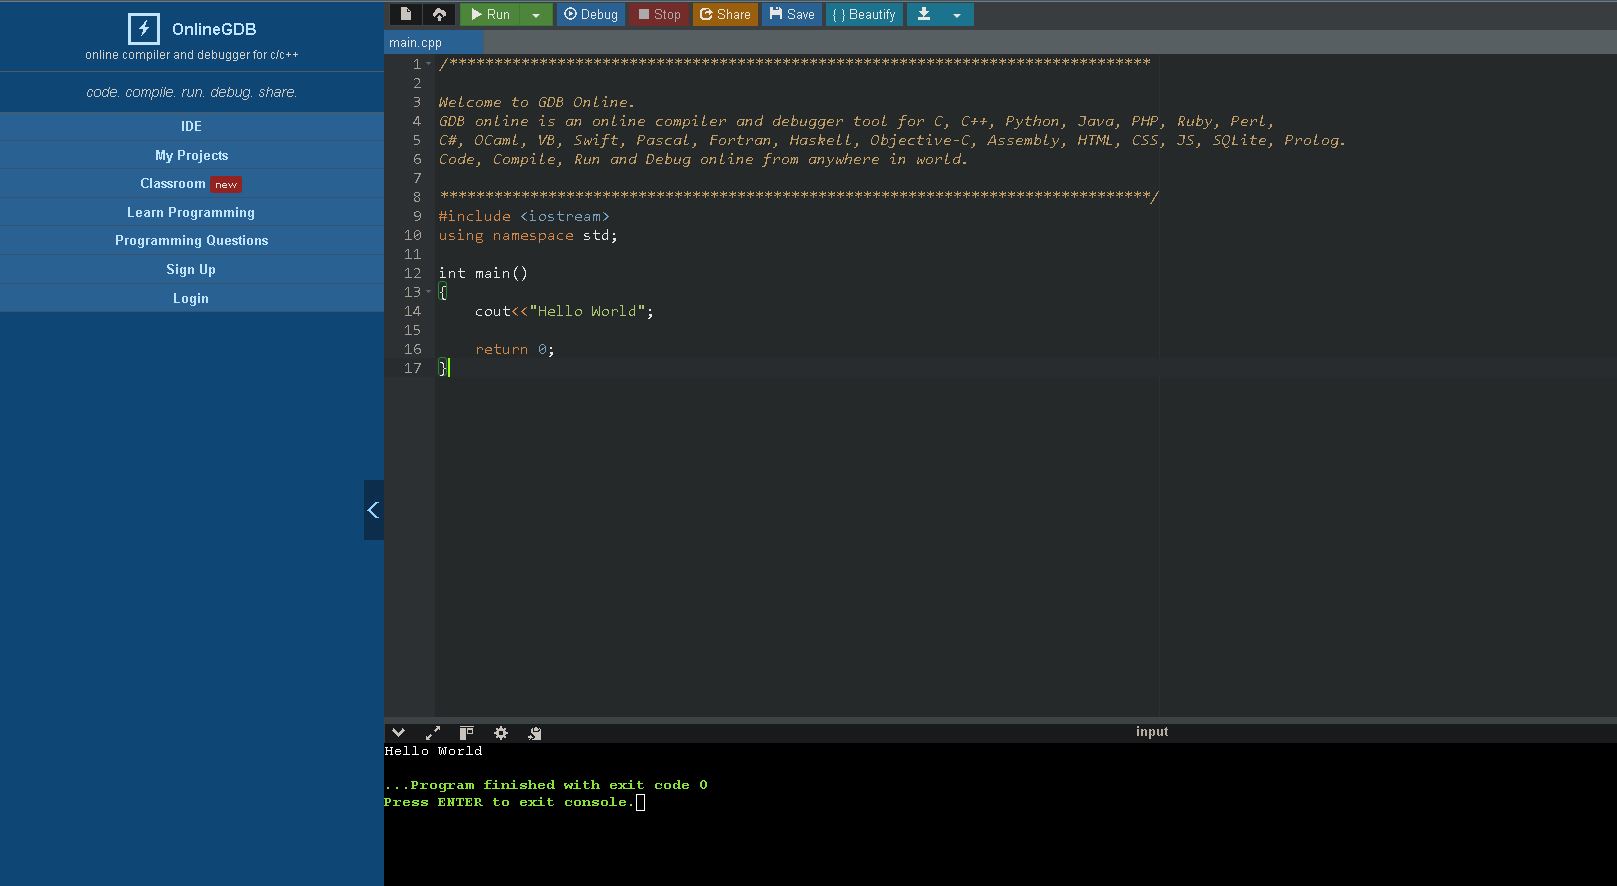 OnlineGDB
online compiler and debugger for c/c++
code. compile. run. debug. share.
IDE
My Projects
Classroom new
Learn Programming
Programming Questions
Sign Up
Login
Run Debug Stop Share Save { } Beautify
main.cpp
1 /******************************************************************************
2
3 Welcome to GDB Online.
4 GDB online is an online compiler and debugger tool for C, C++, Python, Java, PHP, Ruby, Perl,
5 C#, OCaml, VB, Swift, Pascal, Fortran, Haskell, Objective-C, Assembly, HTML, CSS, JS, SQLite, Prolog.
6 Code, Compile, Run and Debug online from anywhere in world.
7
8 *******************************************************************************/
9 #include <iostream>
10 using namespace std;
11
12 int main()
13 {
14     cout<<"Hello World";
15
16     return 0;
17 }
input
Hello World
...Program finished with exit code 0
Press ENTER to exit console.